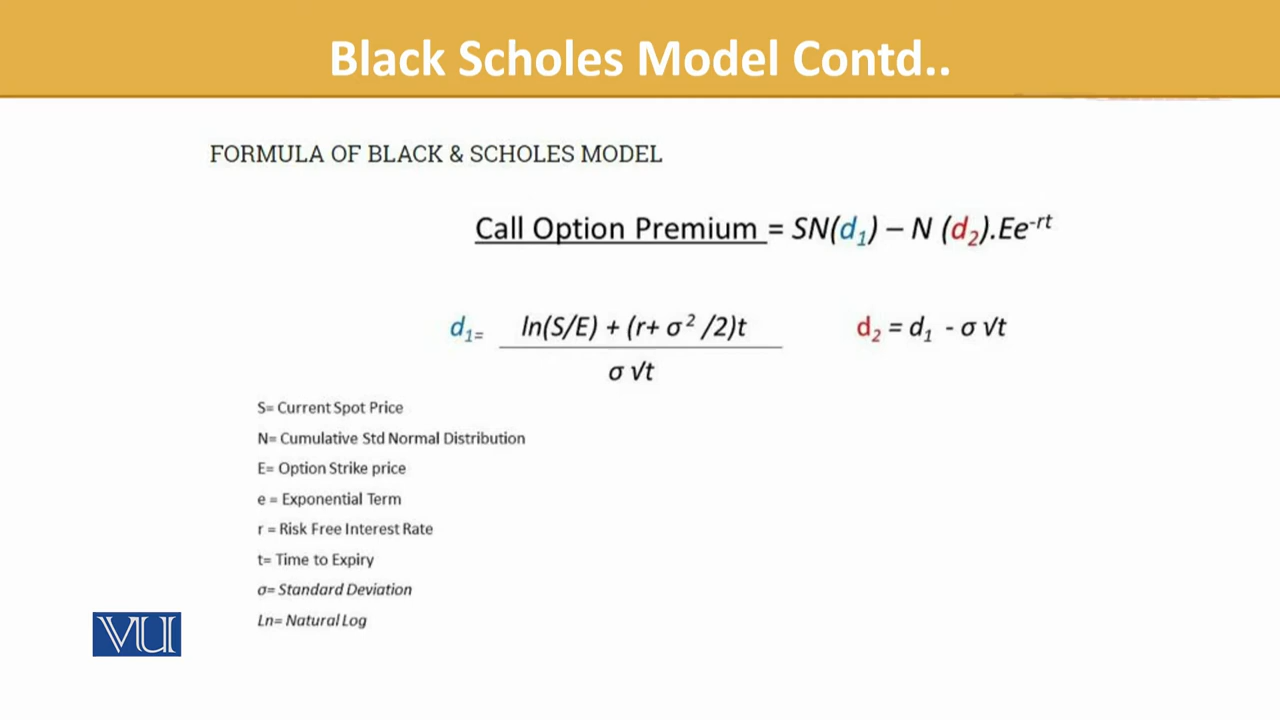 Black Scholes Model Contd..
FORMULA OF BLACK & SCHOLES MODEL
Call Option Premium = SN(d₁) – N (d₂).Ee⁻ʳᵗ
d₁= ln(S/E) + (r+ σ² /2)t
σ √t
d₂ = d₁ - σ √t
S= Current Spot Price
N= Cumulative Std Normal Distribution
E= Option Strike price
e = Exponential Term
r = Risk Free Interest Rate
t= Time to Expiry
σ= Standard Deviation
Ln= Natural Log
VU